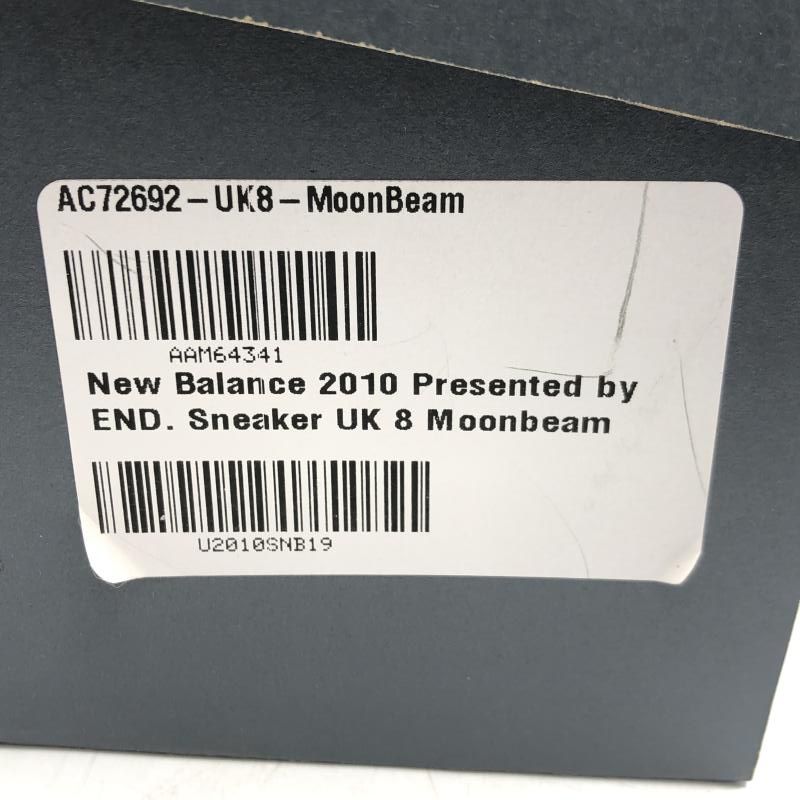 AC72692-UK8-MoonBeam
AAM64341
New Balance 2010 Presented by
END. Sneaker UK 8 Moonbeam
U2010SNB19